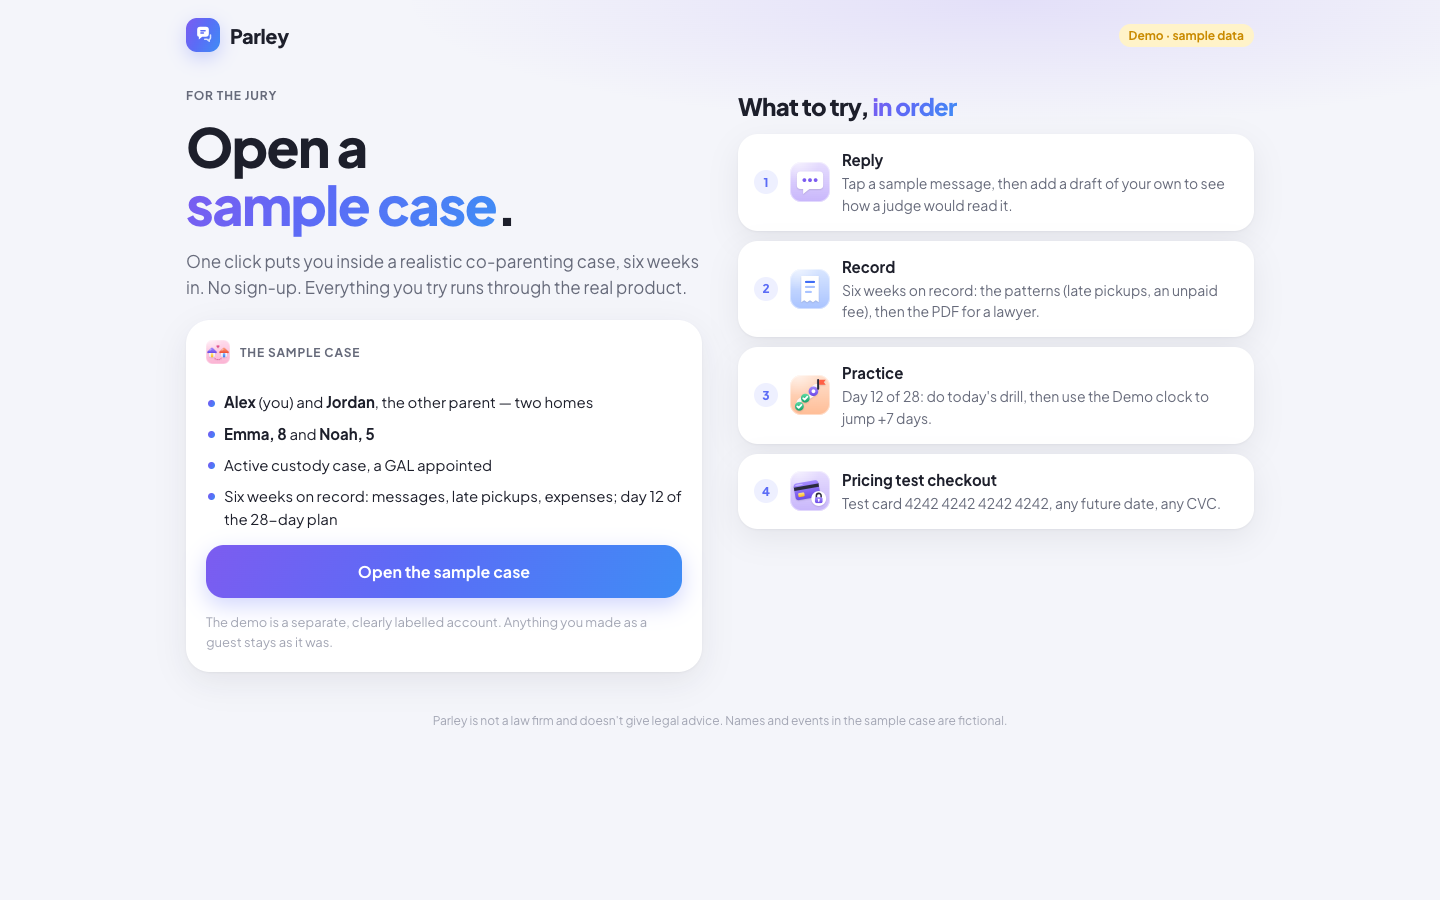 Parley
Demo · sample data
FOR THE JURY
Open a
sample case.
One click puts you inside a realistic co-parenting case, six weeks
in. No sign-up. Everything you try runs through the real product.
THE SAMPLE CASE
Alex (you) and Jordan, the other parent — two homes
Emma, 8 and Noah, 5
Active custody case, a GAL appointed
Six weeks on record: messages, late pickups, expenses; day 12 of
the 28-day plan
Open the sample case
The demo is a separate, clearly labelled account. Anything you made as a
guest stays as it was.
What to try, in order
1
Reply
Tap a sample message, then add a draft of your own to see
how a judge would read it.
2
Record
Six weeks on record: the patterns (late pickups, an unpaid
fee), then the PDF for a lawyer.
3
Practice
Day 12 of 28: do today's drill, then use the Demo clock to
jump +7 days.
4
Pricing test checkout
Test card 4242 4242 4242 4242, any future date, any CVC.
Parley is not a law firm and doesn't give legal advice. Names and events in the sample case are fictional.